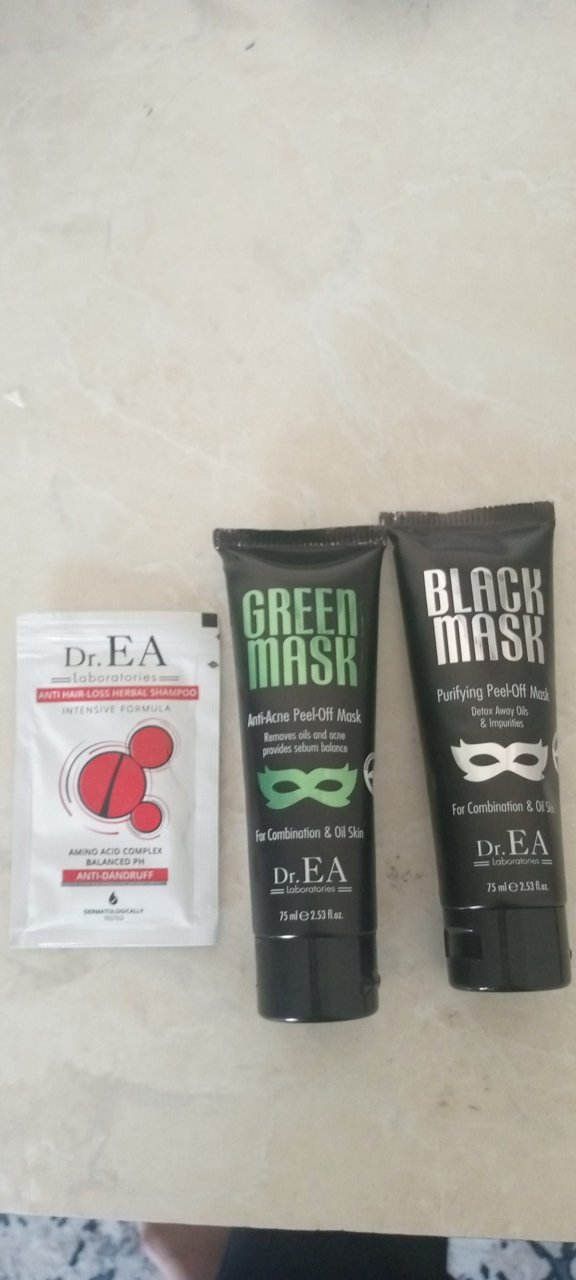 Dr. EA
Laboratories
ANTI HAIR-LOSS HERBAL SHAMPOO
INTENSIVE FORMULA
AMINO ACID COMPLEX
BALANCED PH
ANTI-DANDRUFF
DERMATOLOGICALLY
TESTED
GREEN
MASK
Anti-Acne Peel-Off Mask
Removes oils and acne
provides sebum balance
For Combination & Oil Skin
Dr. EA
Laboratories
75 ml e 2.53 fl.oz.
BLACK
MASK
Purifying Peel-Off Mask
Detox Away Oils
& Impurities
For Combination & Oil Skin
Dr. EA
Laboratories
75 ml e 2.53 fl.oz.